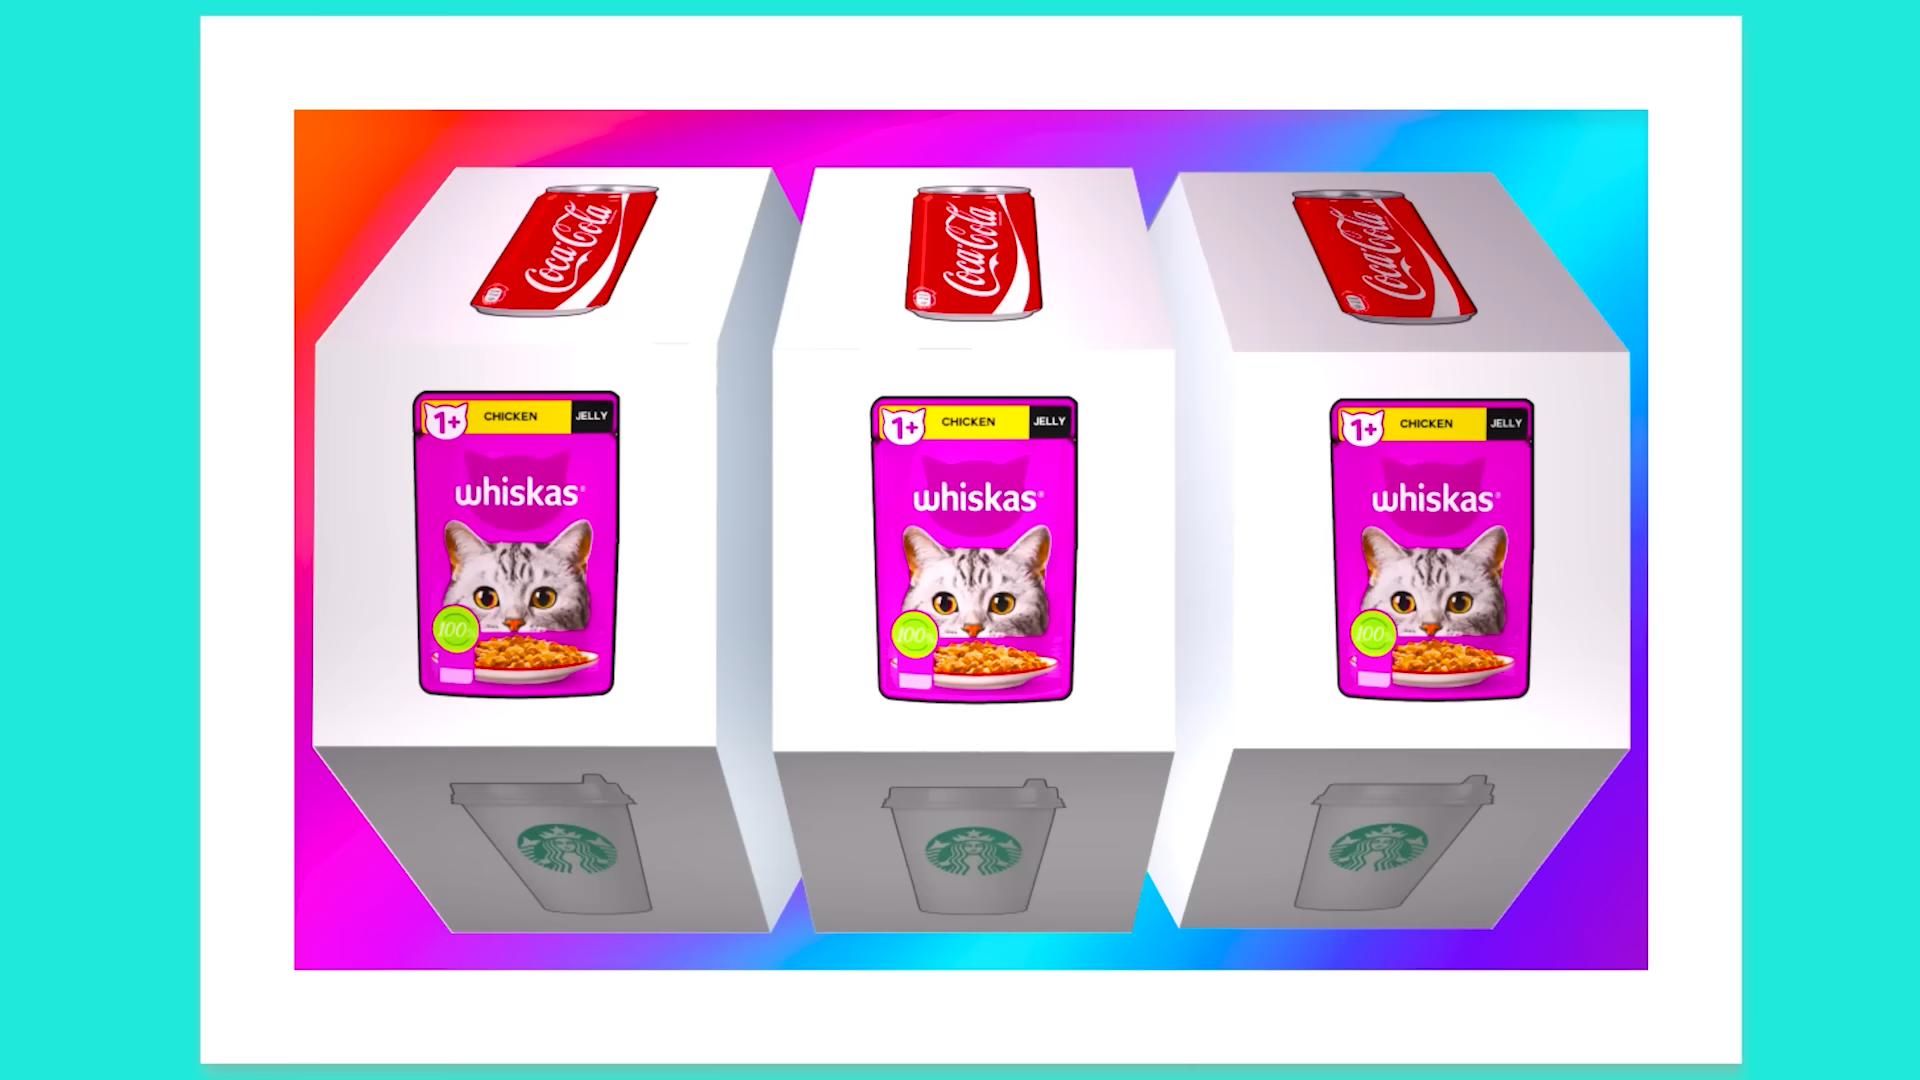 Coca-Cola
Coca-Cola
Coca-Cola
1+ CHICKEN JELLY
whiskas®
100%
1+ CHICKEN JELLY
whiskas®
100%
1+ CHICKEN JELLY
whiskas®
100%